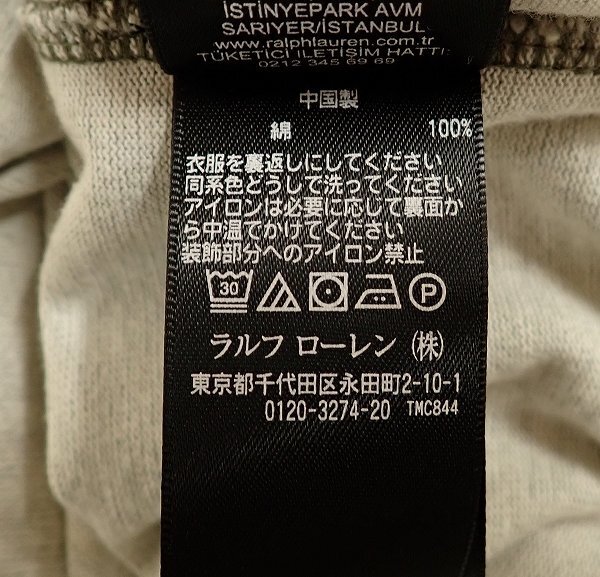 İSTİNYEPARK AVM
SARIYER/İSTANBUL
www.ralphlauren.com.tr
TÜKETİCİ İLETİŞİM HATTI:
0212 345 69 69
中国製
綿 100%
衣服を裏返しにしてください
同系色どうしで洗ってください
アイロンは必要に応じて裏面か
ら中温でかけてください
装飾部分へのアイロン禁止
30 P
ラルフ ローレン (株)
東京都千代田区永田町2-10-1
0120-3274-20 TMC844